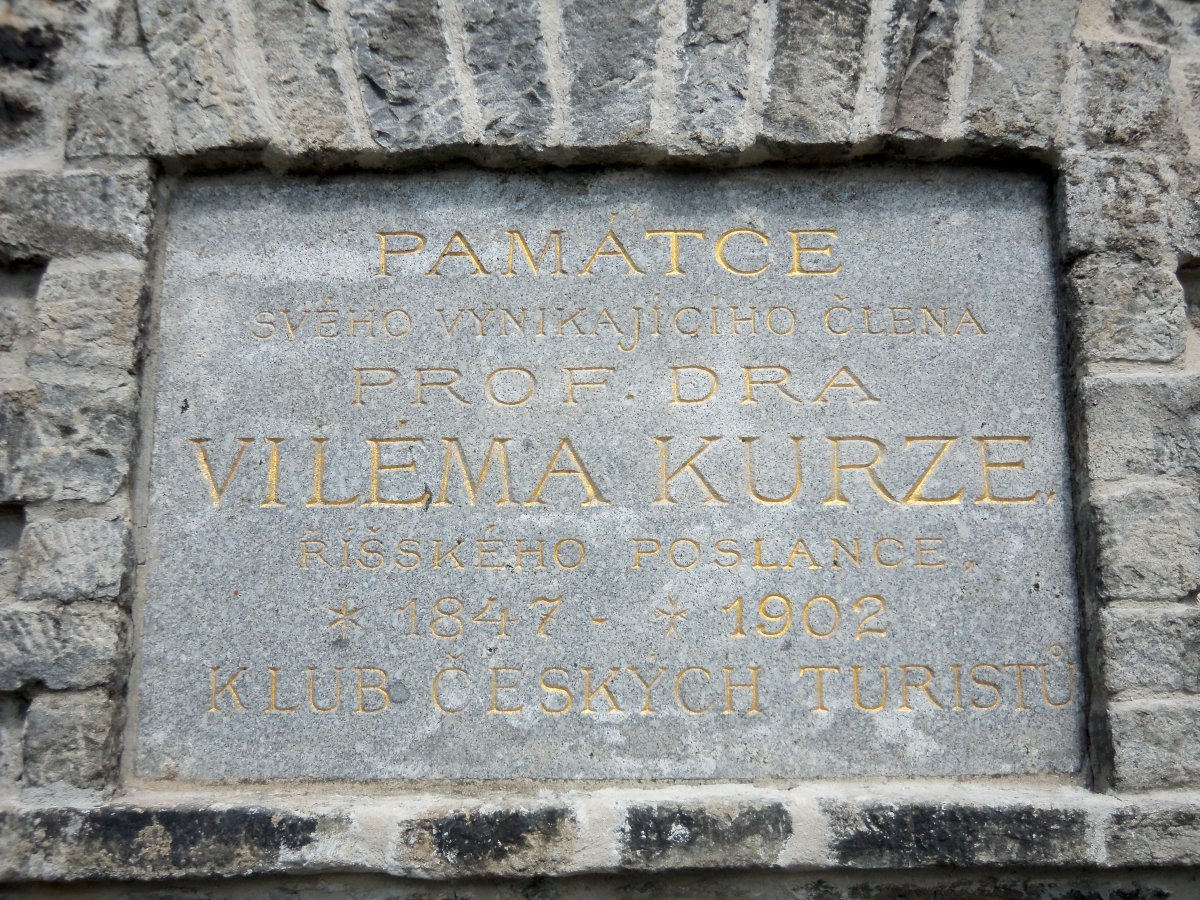 PAMÁTCE
SVÉHO VYNIKAJÍCÍHO ČLENA
PROF. DRA
VILÉMA KURZE,
ŘÍŠSKÉHO POSLANCE,
* 1847 - * 1902
KLUB ČESKÝCH TURISTŮ